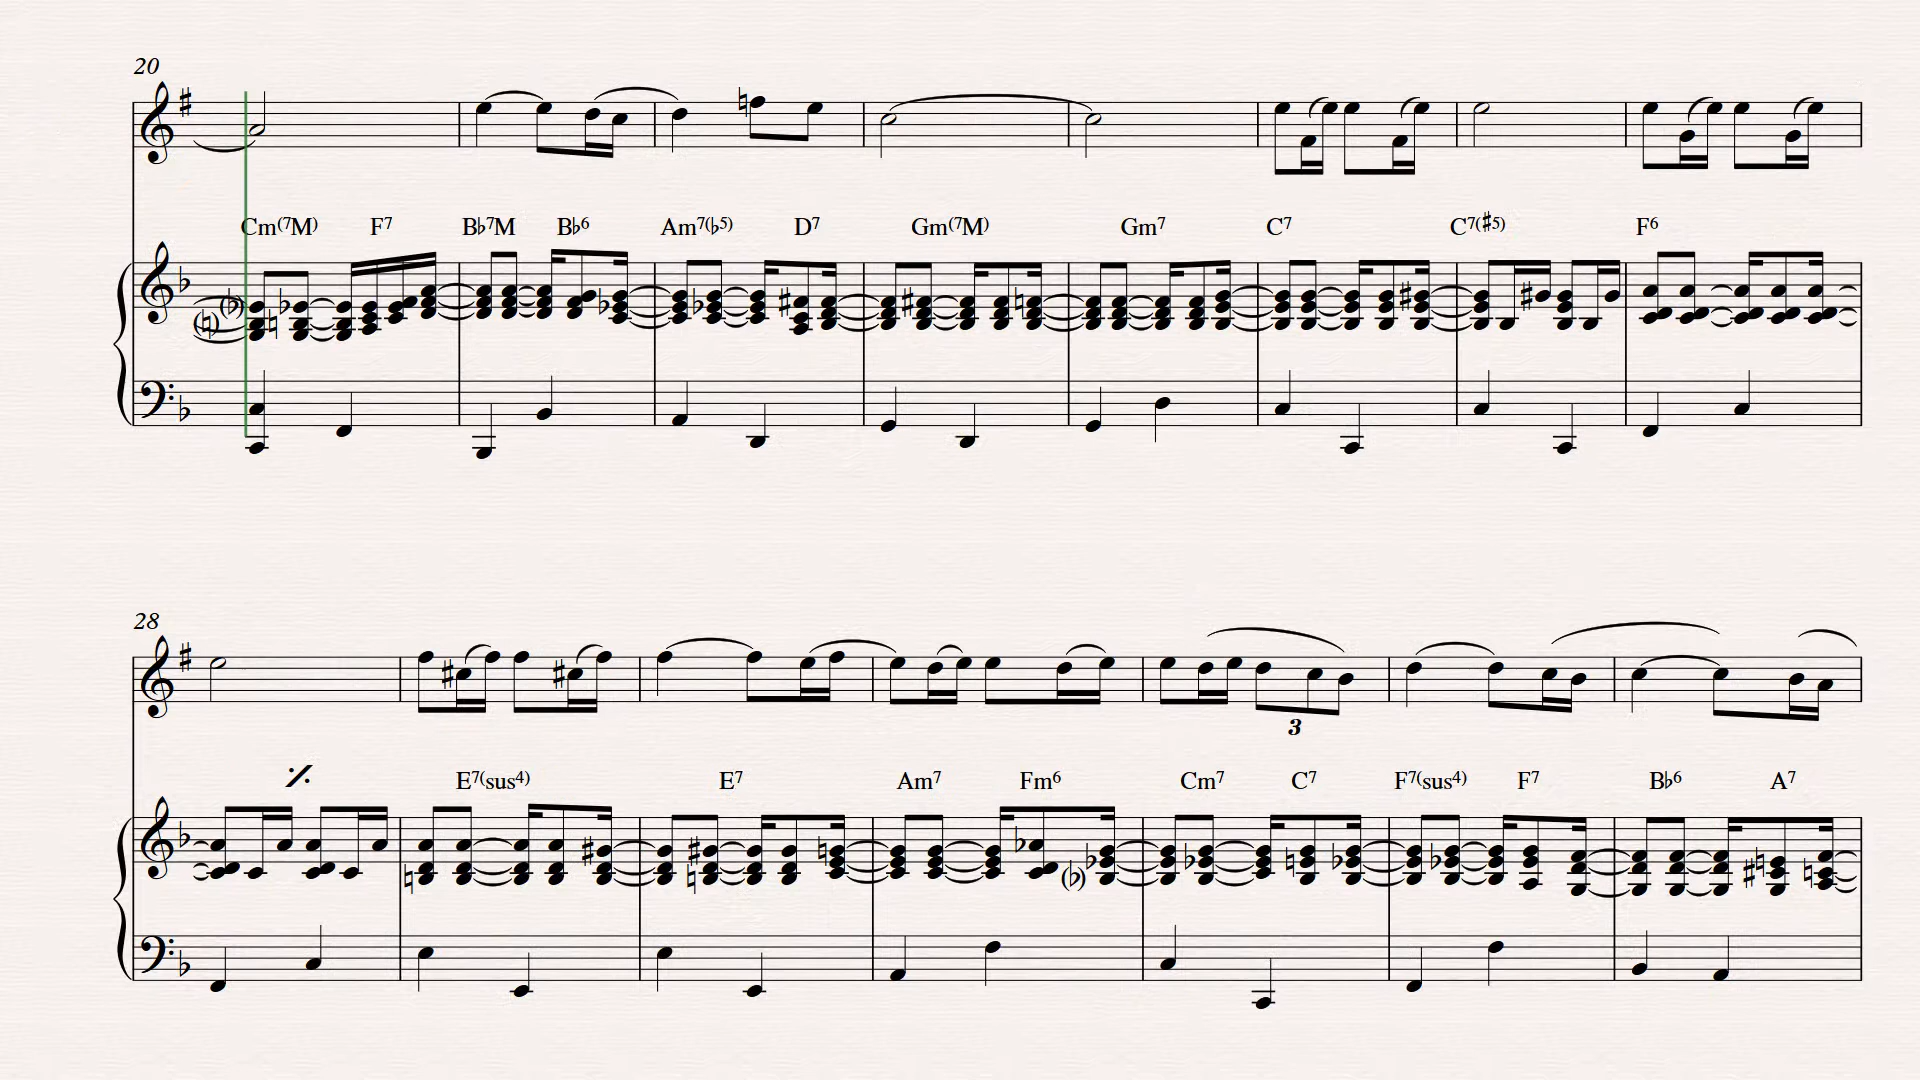 20
Cm(7M) F7 B♭7M B♭6 Am7(♭5) D7 Gm(7M) Gm7 C7 C7(♯5) F6
28
3
E7(sus4) E7 Am7 Fm6 Cm7 C7 F7(sus4) F7 B♭6 A7